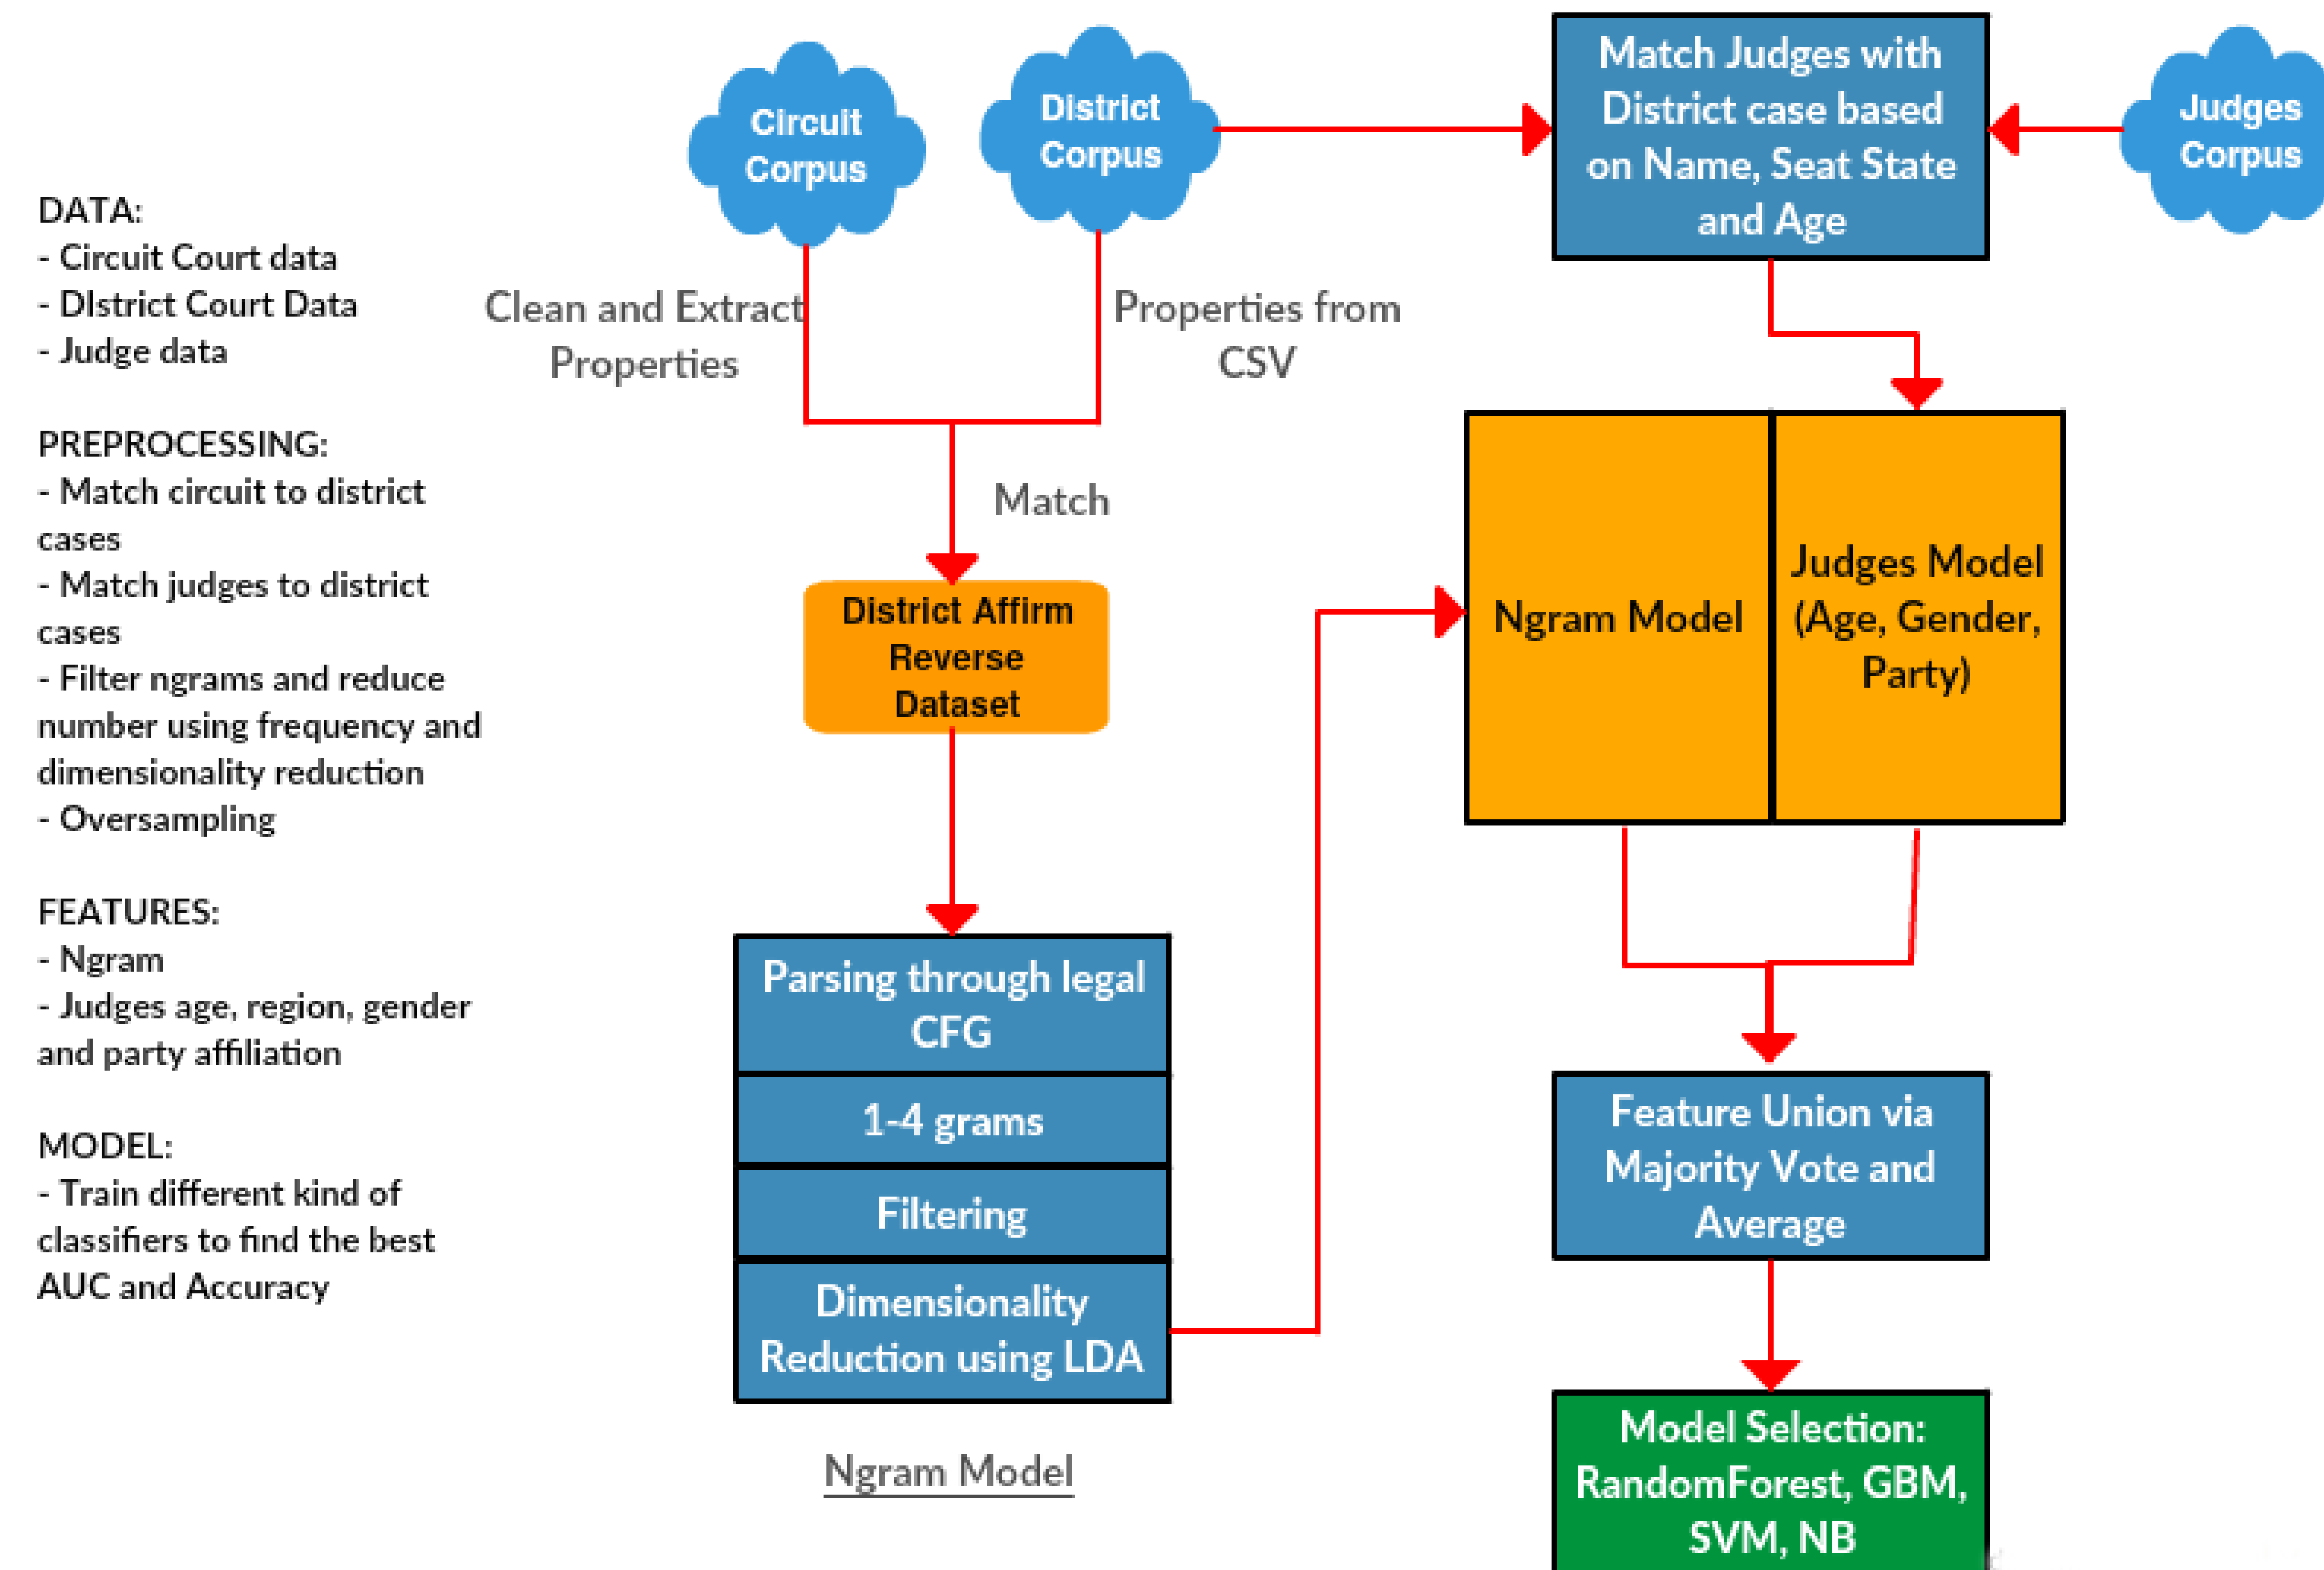 DATA:
- Circuit Court data
- DIstrict Court Data
- Judge data
PREPROCESSING:
- Match circuit to district
cases
- Match judges to district
cases
- Filter ngrams and reduce
number using frequency and
dimensionality reduction
- Oversampling
FEATURES:
- Ngram
- Judges age, region, gender
and party affiliation
MODEL:
- Train different kind of
classifiers to find the best
AUC and Accuracy
Circuit
Corpus
District
Corpus
Clean and Extract
Properties
Properties from
CSV
Match
District Affirm
Reverse
Dataset
Parsing through legal
CFG
1-4 grams
Filtering
Dimensionality
Reduction using LDA
Ngram Model
Match Judges with
District case based
on Name, Seat State
and Age
Judges
Corpus
Ngram Model
Judges Model
(Age, Gender,
Party)
Feature Union via
Majority Vote and
Average
Model Selection:
RandomForest, GBM,
SVM, NB